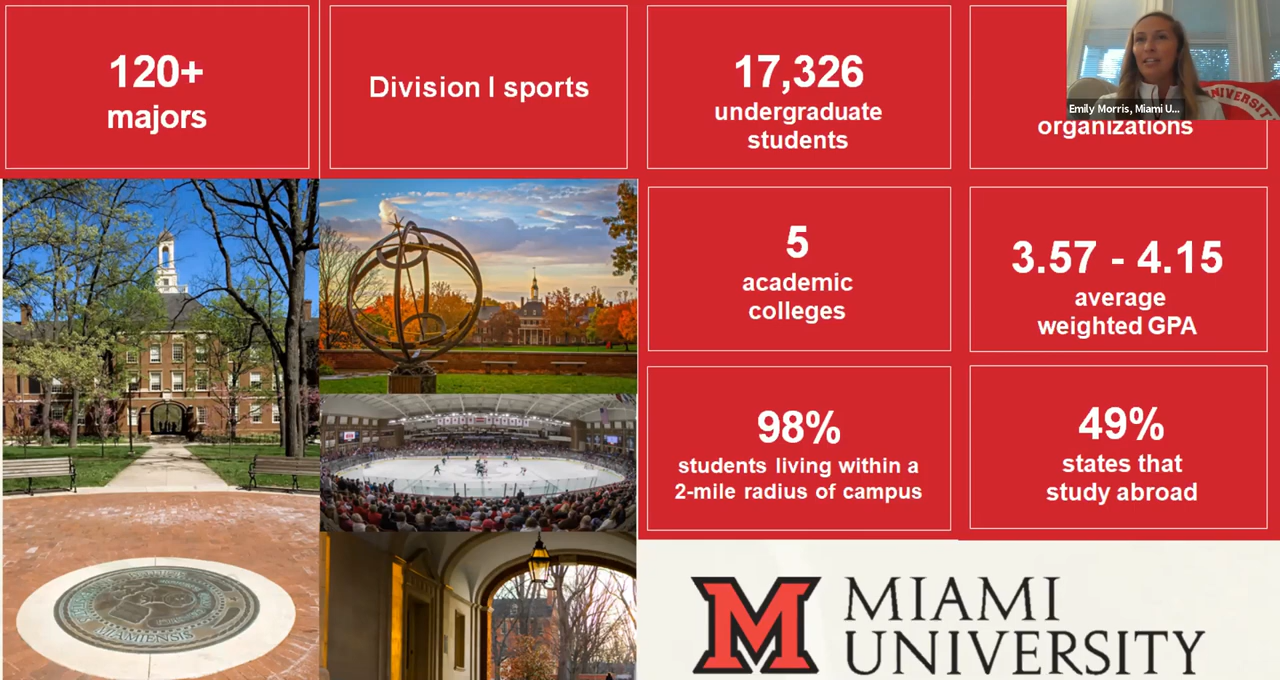 120+
majors
Division I sports
17,326
undergraduate
students
Emily Morris, Miami U...
IVERSITY
organizations
5
academic
colleges
3.57 - 4.15
average
weighted GPA
98%
students living within a
2-mile radius of campus
49%
states that
study abroad
MIAMIENSIS
M
MIAMI
UNIVERSITY